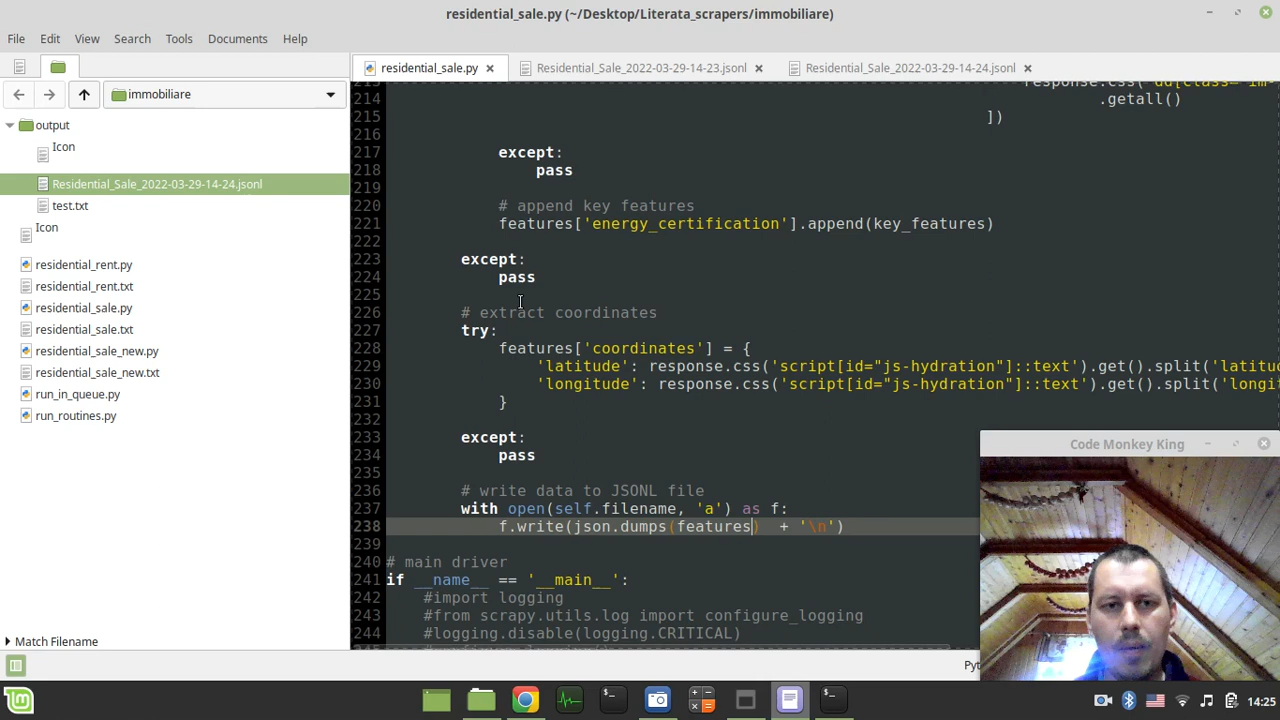 residential_sale.py (~/Desktop/Literata_scrapers/immobiliare)
File Edit View Search Tools Documents Help
residential_sale.py
Residential_Sale_2022-03-29-14-23.jsonl
Residential_Sale_2022-03-29-14-24.jsonl
immobiliare
output
Icon
Residential_Sale_2022-03-29-14-24.jsonl
test.txt
Icon
residential_rent.py
residential_rent.txt
residential_sale.py
residential_sale.txt
residential_sale_new.py
residential_sale_new.txt
run_in_queue.py
run_routines.py
Match Filename
214 .getall()
215 ])
216
217 except:
218 pass
219
220 # append key features
221 features['energy_certification'].append(key_features)
222
223 except:
224 pass
225
226 # extract coordinates
227 try:
228 features['coordinates'] = {
229 'latitude': response.css('script[id="js-hydration"]::text').get().split('latitu
230 'longitude': response.css('script[id="js-hydration"]::text').get().split('longi
231 }
232
233 except:
234 pass
235
236 # write data to JSONL file
237 with open(self.filename, 'a') as f:
238 f.write(json.dumps(features)  + '\n')
239
240 # main driver
241 if __name__ == '__main__':
242 #import logging
243 #from scrapy.utils.log import configure_logging
244 #logging.disable(logging.CRITICAL)
Code Monkey King
Pyt
14:25